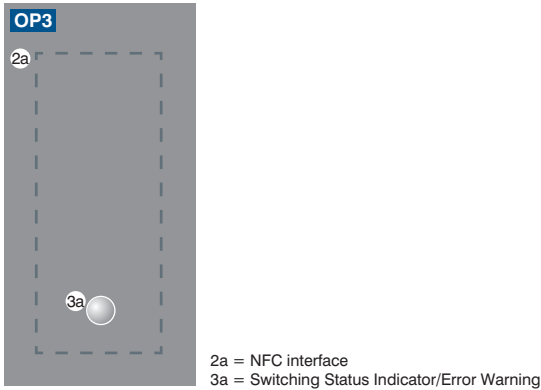 OP3
2a
3a
2a = NFC interface
3a = Switching Status Indicator/Error Warning